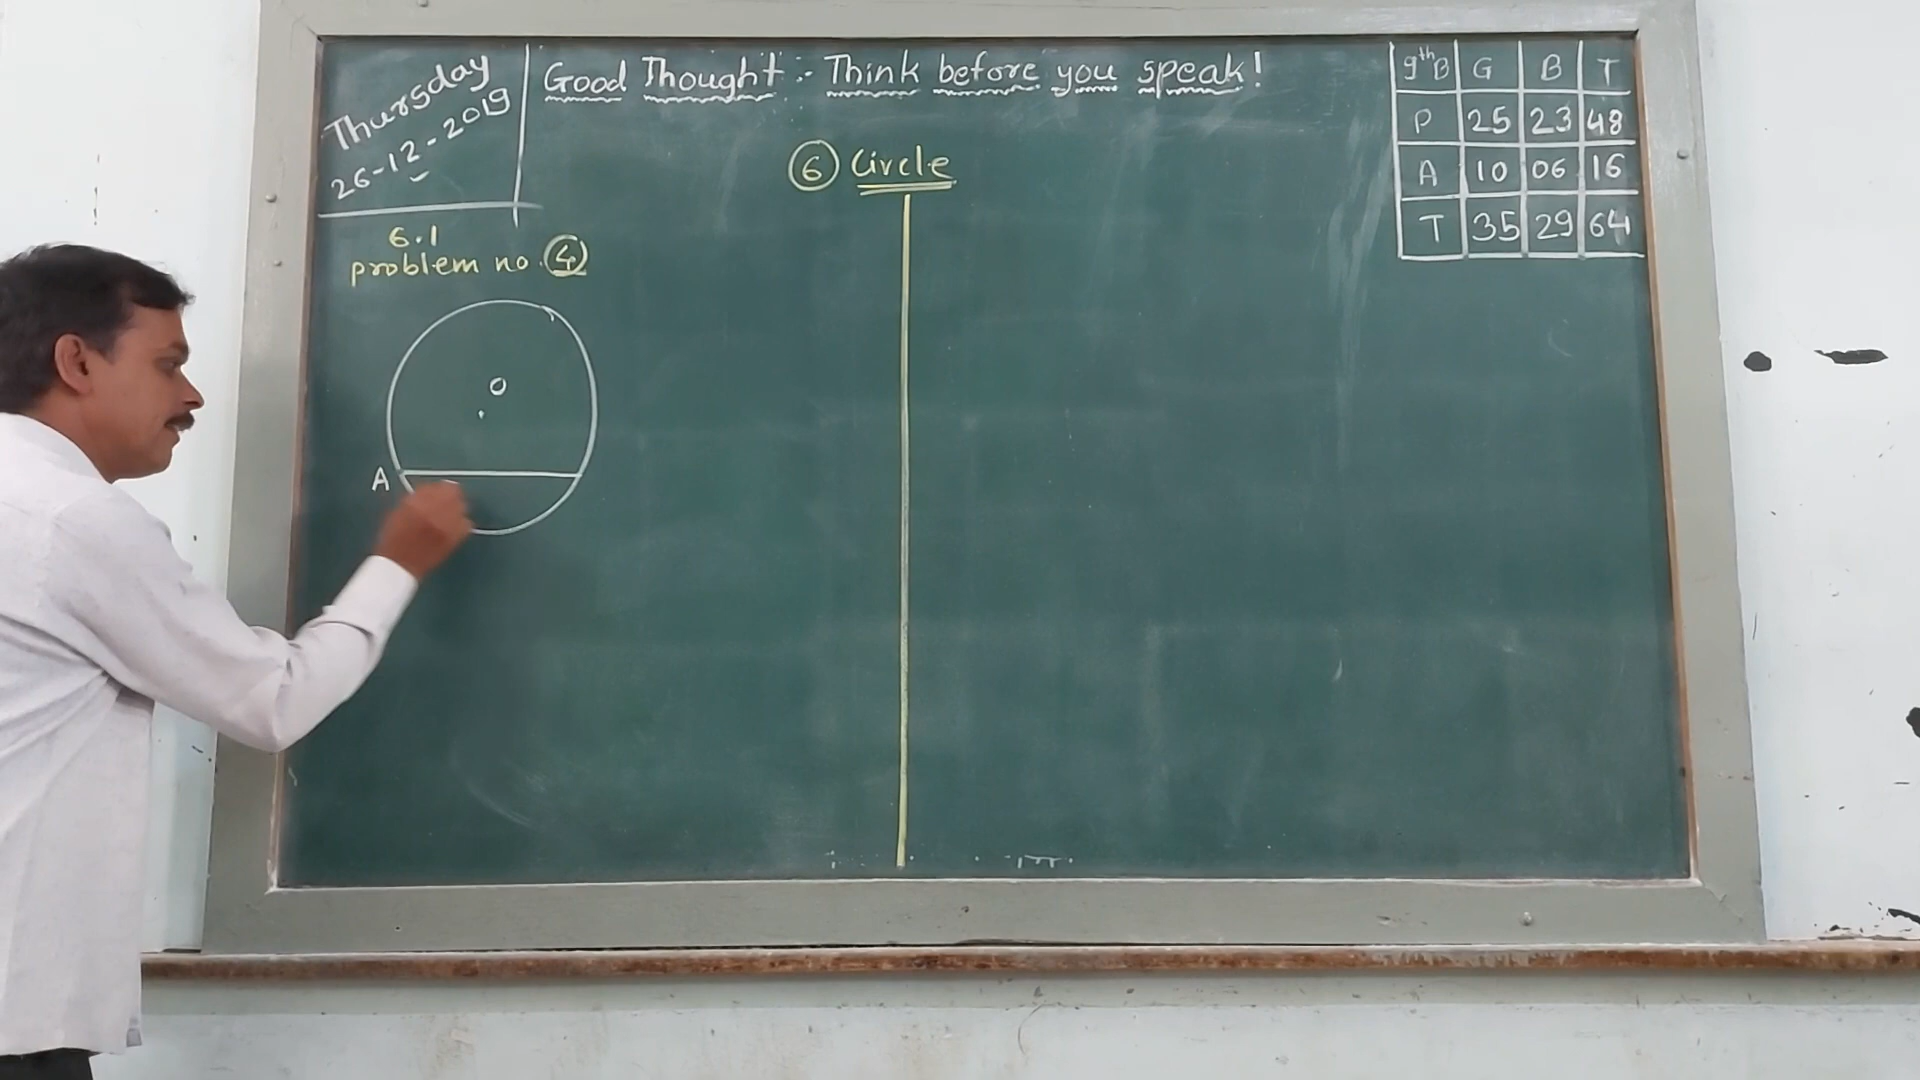 Thursday
26-12-2019
Good Thought :- Think before you speak!
9th B G B T
P 25 23 48
A 10 06 16
T 35 29 64
6 Circle
6.1
problem no. 4
O
A